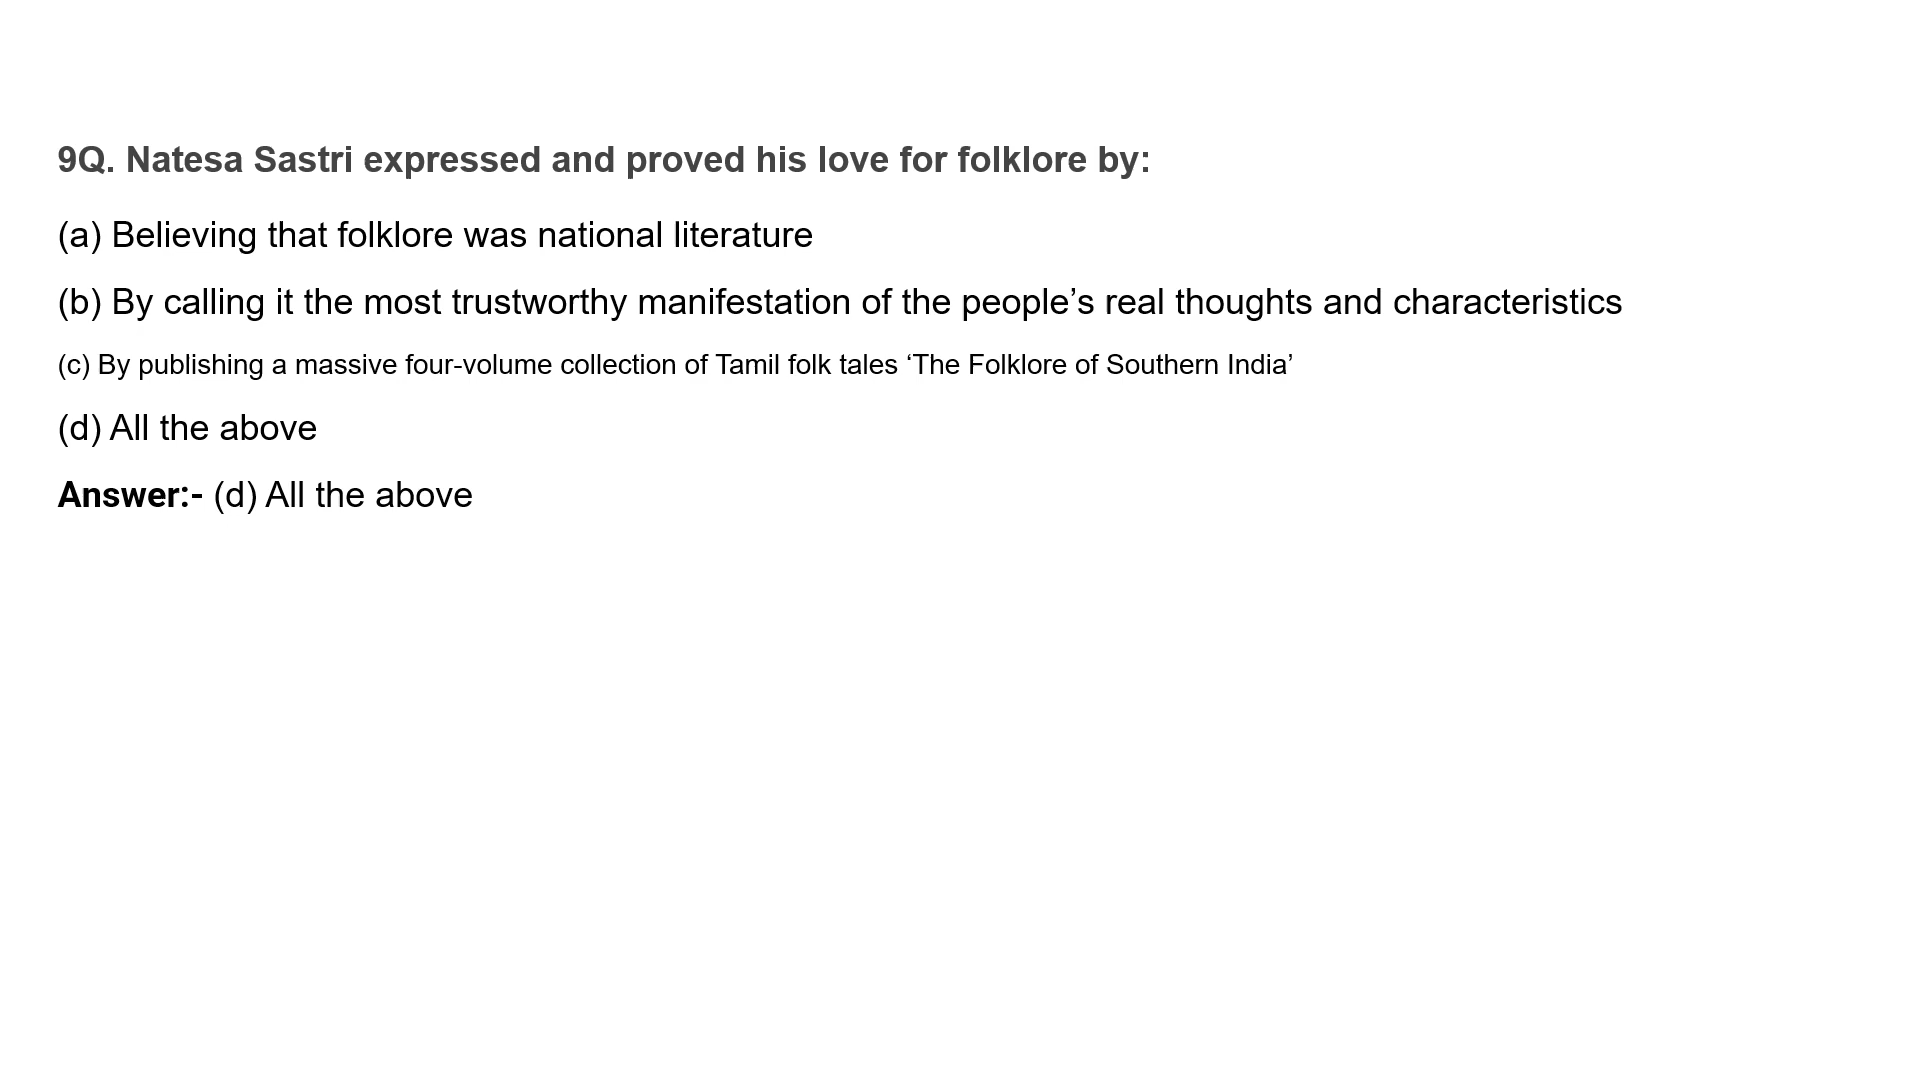 9Q. Natesa Sastri expressed and proved his love for folklore by:
(a) Believing that folklore was national literature
(b) By calling it the most trustworthy manifestation of the people’s real thoughts and characteristics
(c) By publishing a massive four-volume collection of Tamil folk tales ‘The Folklore of Southern India’
(d) All the above
Answer:- (d) All the above